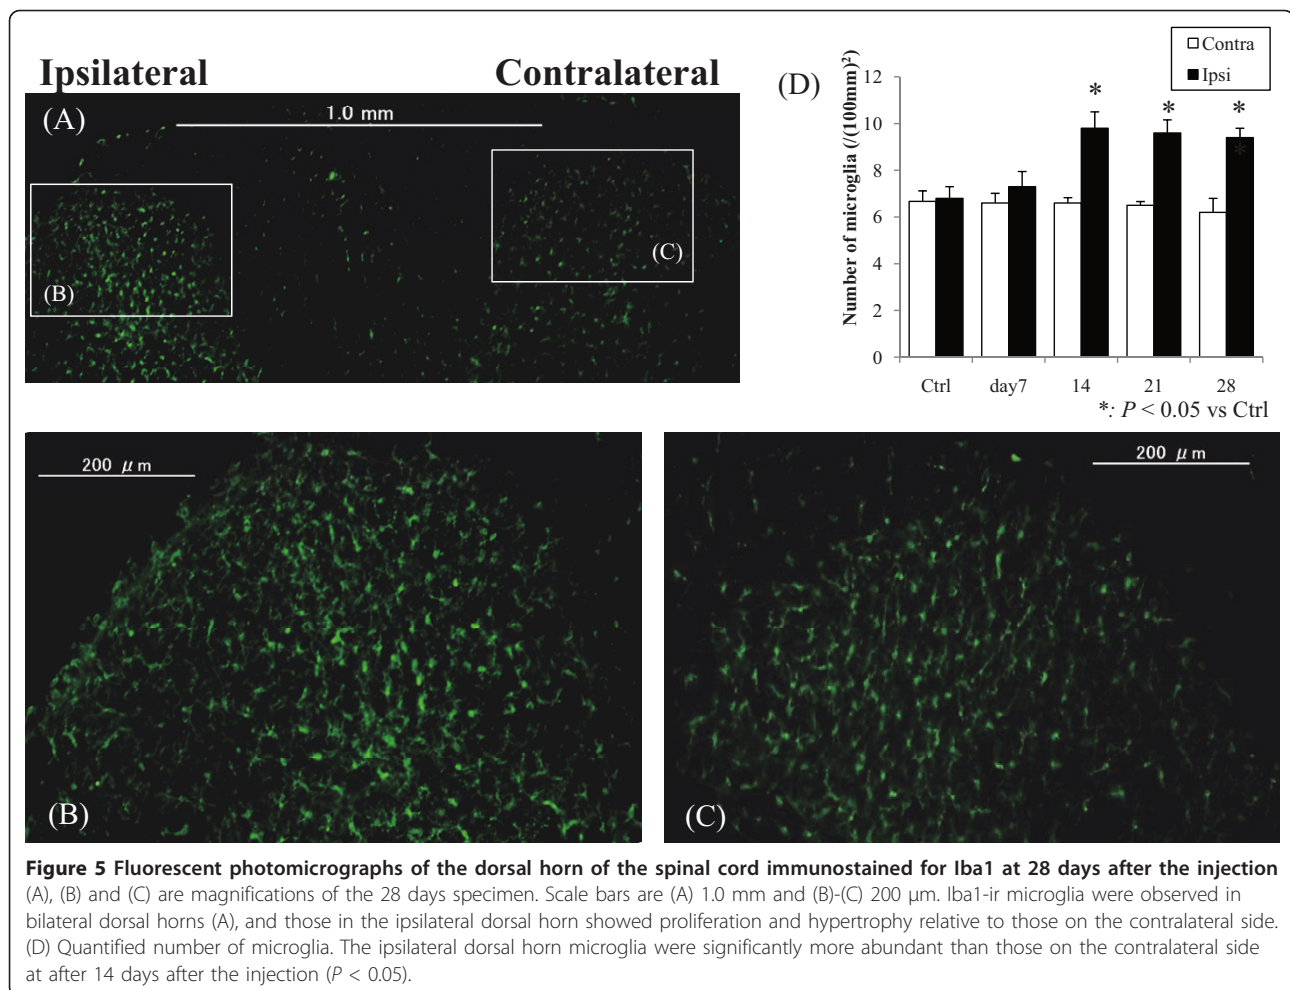 Ipsilateral
Contralateral
(A)
1.0 mm
(B)
(C)
(D)
Contra
Ipsi
Number of microglia (/(100mm)²)
12
10
8
6
4
2
0
*
*
*
*
Ctrl
day7
14
21
28
*: P < 0.05 vs Ctrl
200 μm
(B)
200 μm
(C)
Figure 5 Fluorescent photomicrographs of the dorsal horn of the spinal cord immunostained for Iba1 at 28 days after the injection
(A), (B) and (C) are magnifications of the 28 days specimen. Scale bars are (A) 1.0 mm and (B)-(C) 200 μm. Iba1-ir microglia were observed in
bilateral dorsal horns (A), and those in the ipsilateral dorsal horn showed proliferation and hypertrophy relative to those on the contralateral side.
(D) Quantified number of microglia. The ipsilateral dorsal horn microglia were significantly more abundant than those on the contralateral side
at after 14 days after the injection (P < 0.05).